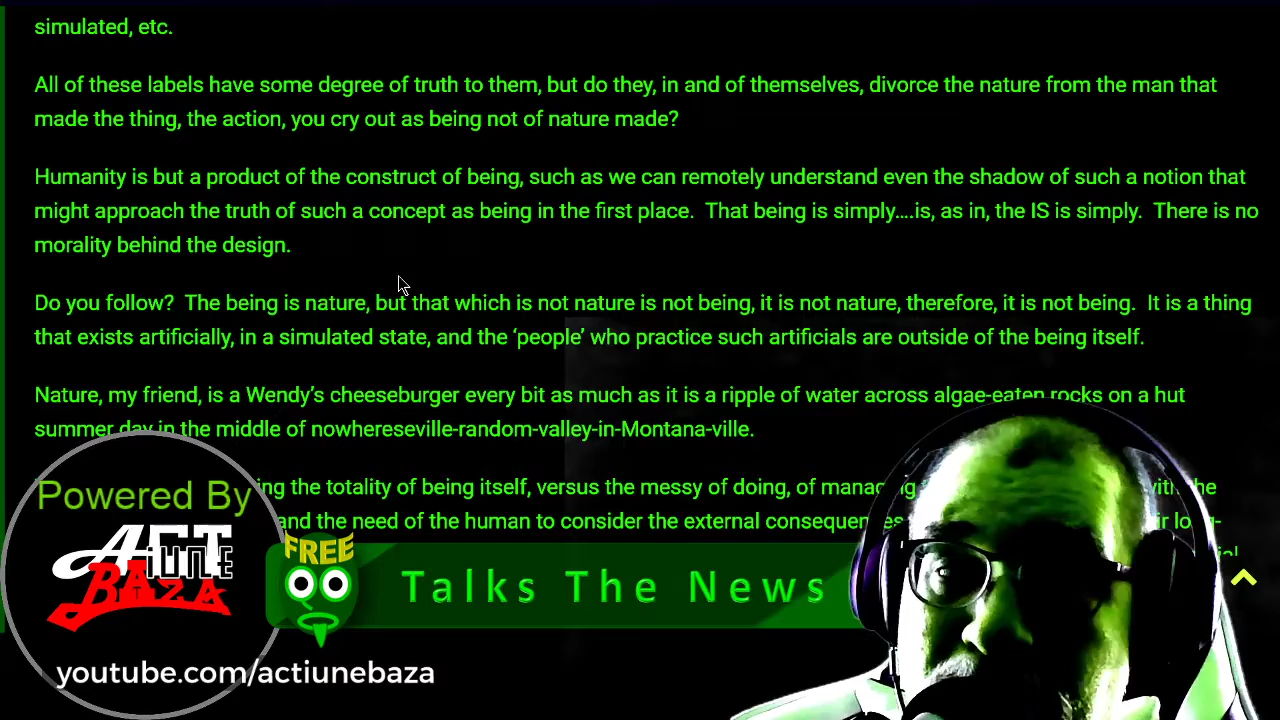 simulated, etc.
All of these labels have some degree of truth to them, but do they, in and of themselves, divorce the nature from the man that
made the thing, the action, you cry out as being not of nature made?
Humanity is but a product of the construct of being, such as we can remotely understand even the shadow of such a notion that
might approach the truth of such a concept as being in the first place.  That being is simply....is, as in, the IS is simply.  There is no
morality behind the design.
Do you follow?  The being is nature, but that which is not nature is not being, it is not nature, therefore, it is not being.  It is a thing
that exists artificially, in a simulated state, and the ‘people’ who practice such artificials are outside of the being itself.
Nature, my friend, is a Wendy’s cheeseburger every bit as much as it is a ripple of water across algae-eaten rocks on a hut
summer day in the middle of nowhereseville-random-valley-in-Montana-ville.
the totality of being itself, versus the messy of doing, of managing
and the need of the human to consider the external consequences
Powered By
ACTIUNE
BAZA
FREE
Talks The News
youtube.com/actiunebaza